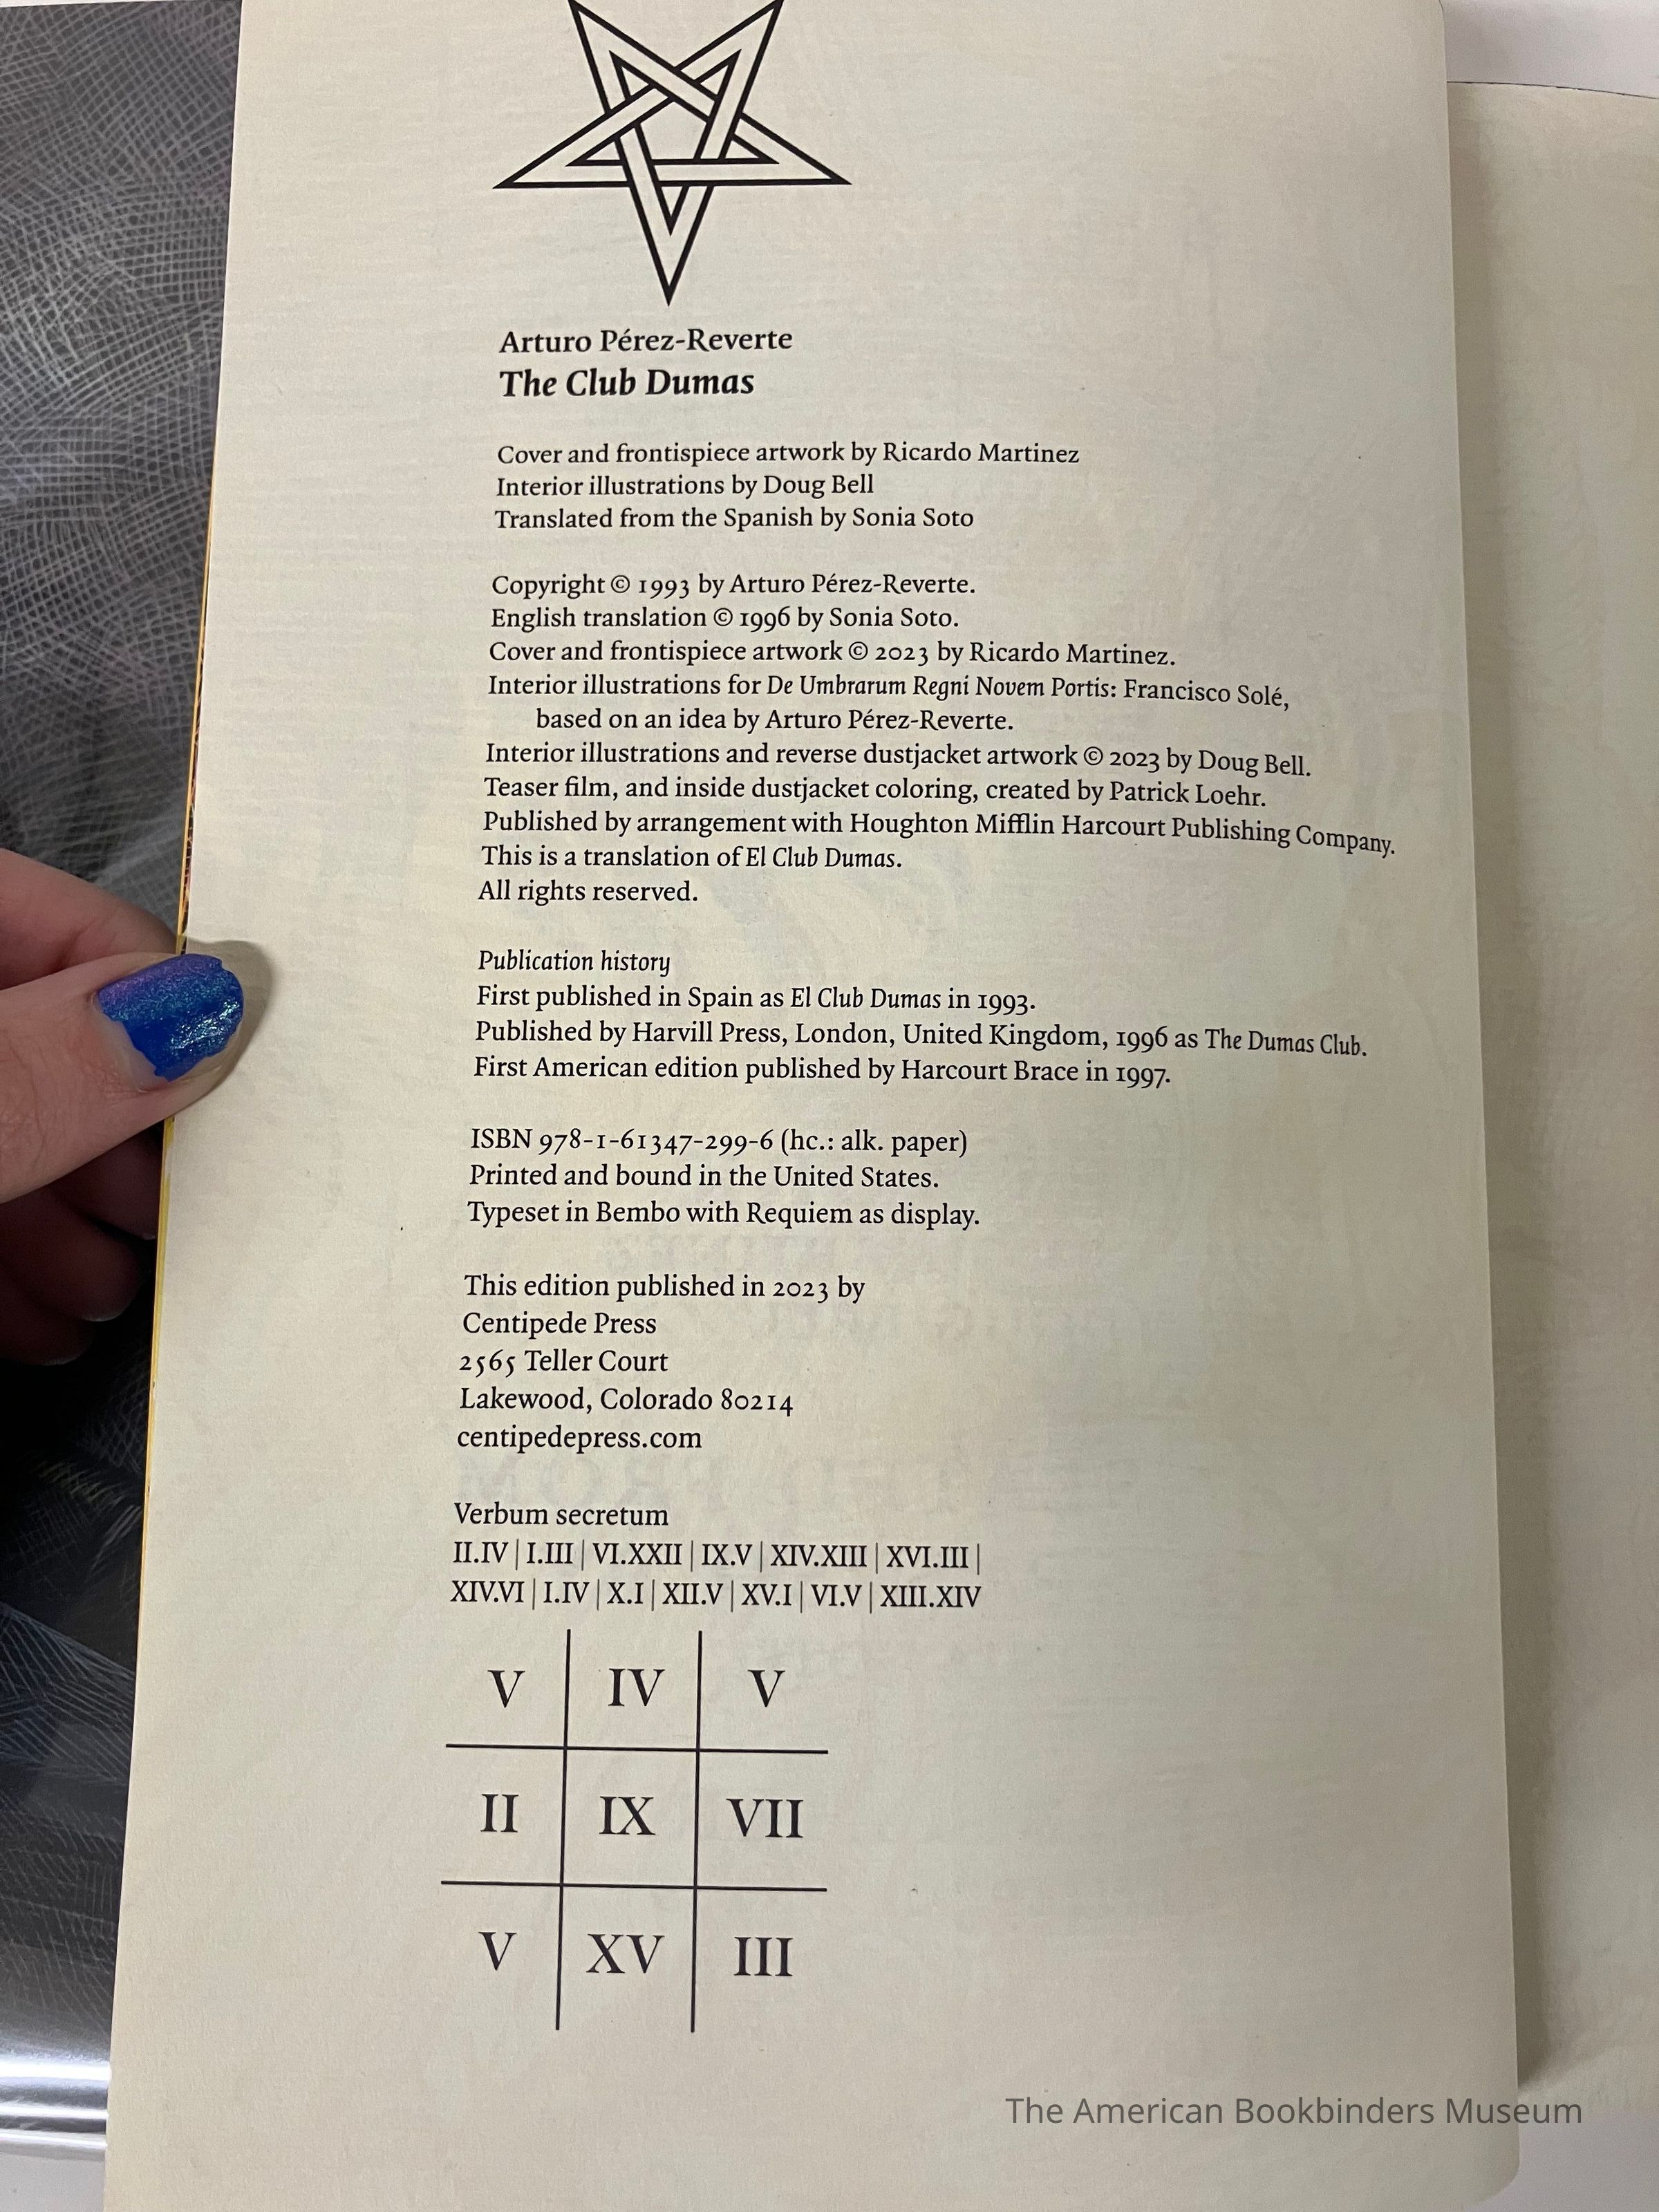 Arturo Pérez-Reverte
The Club Dumas
Cover and frontispiece artwork by Ricardo Martinez
Interior illustrations by Doug Bell
Translated from the Spanish by Sonia Soto
Copyright © 1993 by Arturo Pérez-Reverte.
English translation © 1996 by Sonia Soto.
Cover and frontispiece artwork © 2023 by Ricardo Martinez.
Interior illustrations for De Umbrarum Regni Novem Portis: Francisco Solé,
based on an idea by Arturo Pérez-Reverte.
Interior illustrations and reverse dustjacket artwork © 2023 by Doug Bell.
Teaser film, and inside dustjacket coloring, created by Patrick Loehr.
Published by arrangement with Houghton Mifflin Harcourt Publishing Company.
This is a translation of El Club Dumas.
All rights reserved.
Publication history
First published in Spain as El Club Dumas in 1993.
Published by Harvill Press, London, United Kingdom, 1996 as The Dumas Club.
First American edition published by Harcourt Brace in 1997.
ISBN 978-1-61347-299-6 (hc.: alk. paper)
Printed and bound in the United States.
Typeset in Bembo with Requiem as display.
This edition published in 2023 by
Centipede Press
2565 Teller Court
Lakewood, Colorado 80214
centipedepress.com
Verbum secretum
II.IV | I.III | VI.XXII | IX.V | XIV.XIII | XVI.III |
XIV.VI | I.IV | X.I | XII.V | XV.I | VI.V | XIII.XIV
V IV V
II IX VII
V XV III
The American Bookbinders Museum